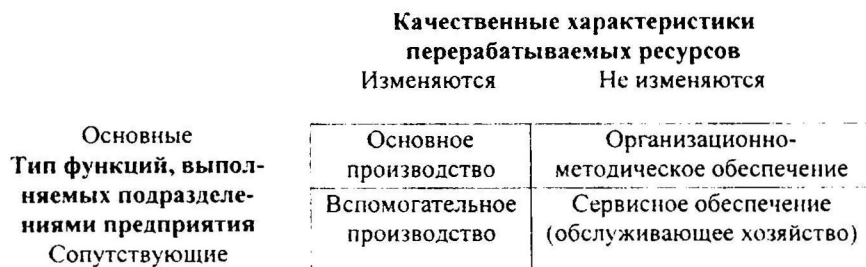 Качественные характеристики
перерабатываемых ресурсов
Изменяются Не изменяются
Основные
Тип функций, выпол-
няемых подразделе-
ниями предприятия
Сопутствующие
Основное
производство
Организационно-
методическое обеспечение
Вспомогательное
производство
Сервисное обеспечение
(обслуживающее хозяйство)